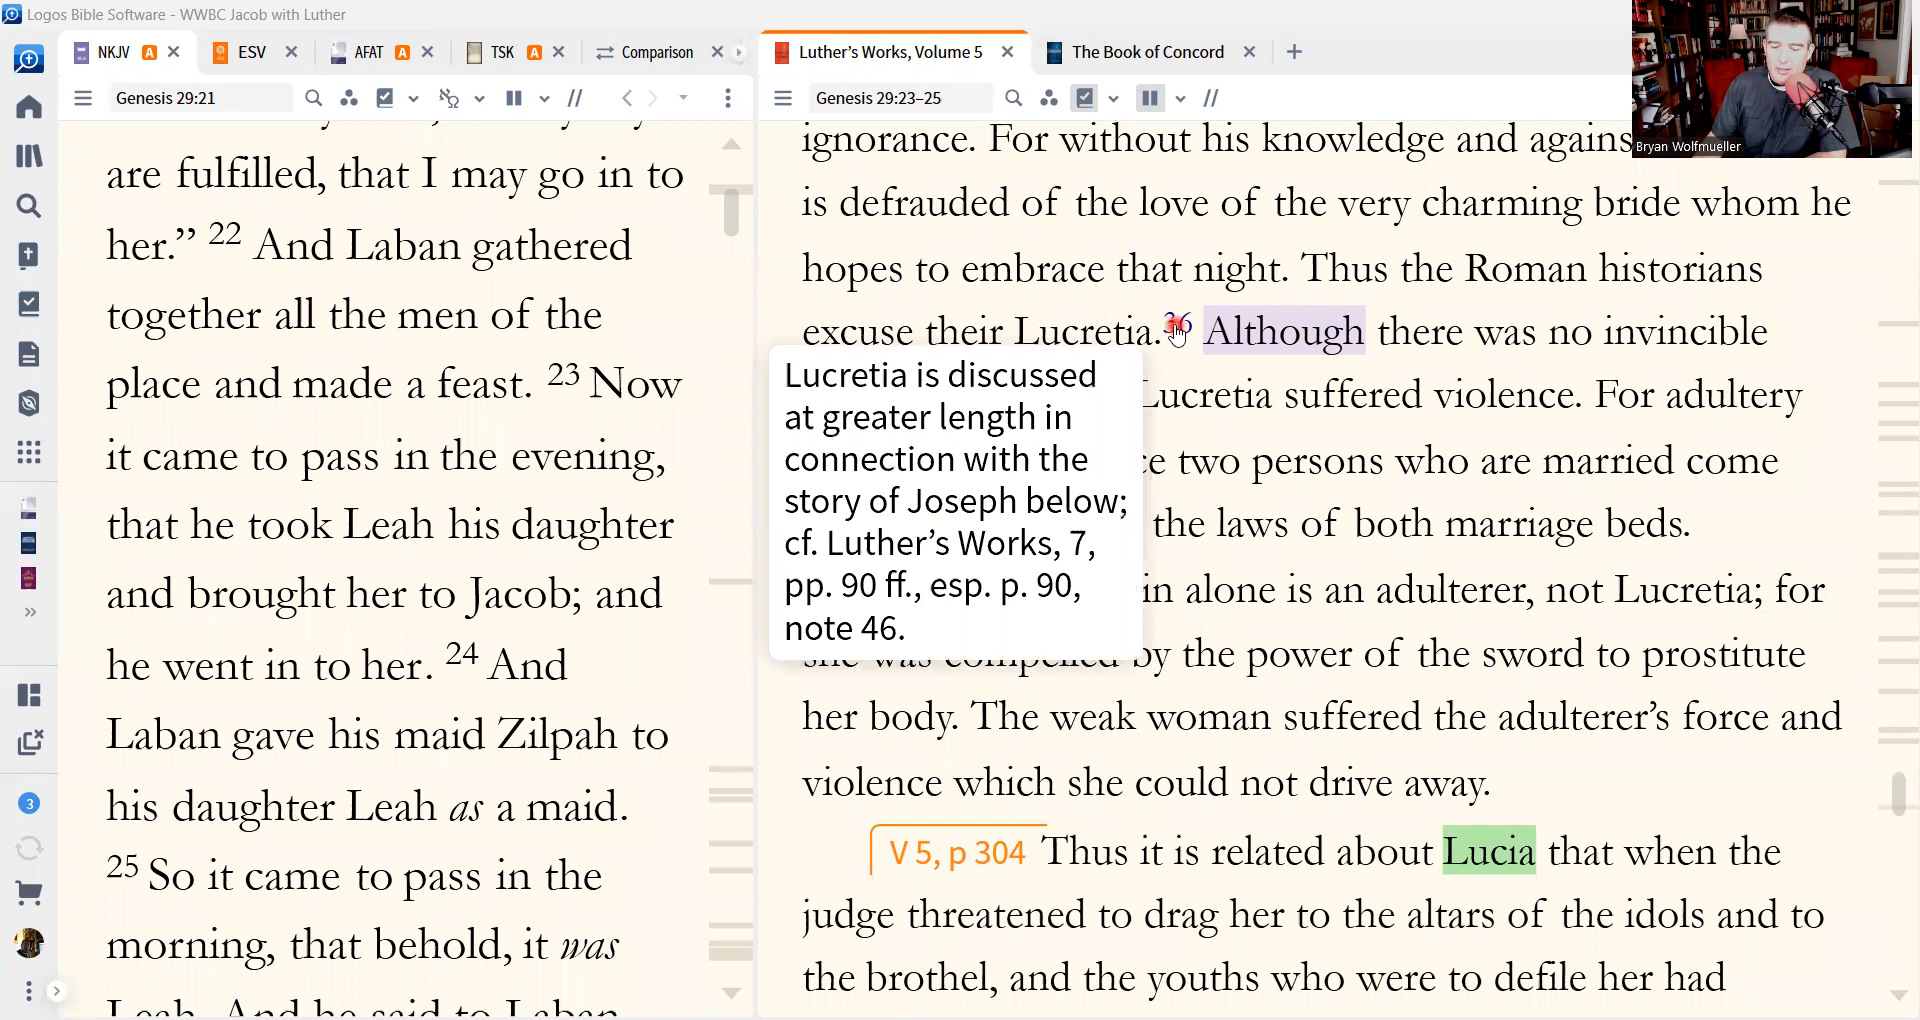 Logos Bible Software - WWBC Jacob with Luther
NKJV A
ESV
AFAT A
TSK A
Comparison
Genesis 29:21
are fulfilled, that I may go in to
her.” 22 And Laban gathered
together all the men of the
place and made a feast. 23 Now
it came to pass in the evening,
that he took Leah his daughter
and brought her to Jacob; and
he went in to her. 24 And
Laban gave his maid Zilpah to
his daughter Leah as a maid.
25 So it came to pass in the
morning, that behold, it was
Leah. And he said to Laban
3
Luther’s Works, Volume 5
The Book of Concord
Genesis 29:23–25
ignorance. For without his knowledge and agains
is defrauded of the love of the very charming bride whom he
hopes to embrace that night. Thus the Roman historians
excuse their Lucretia.36 Although there was no invincible
Lucretia suffered violence. For adultery
two persons who are married come
the laws of both marriage beds.
in alone is an adulterer, not Lucretia; for
she was compelled by the power of the sword to prostitute
her body. The weak woman suffered the adulterer’s force and
violence which she could not drive away.
V 5, p 304 Thus it is related about Lucia that when the
judge threatened to drag her to the altars of the idols and to
the brothel, and the youths who were to defile her had
Lucretia is discussed
at greater length in
connection with the
story of Joseph below;
cf. Luther’s Works, 7,
pp. 90 ff., esp. p. 90,
note 46.
Bryan Wolfmueller